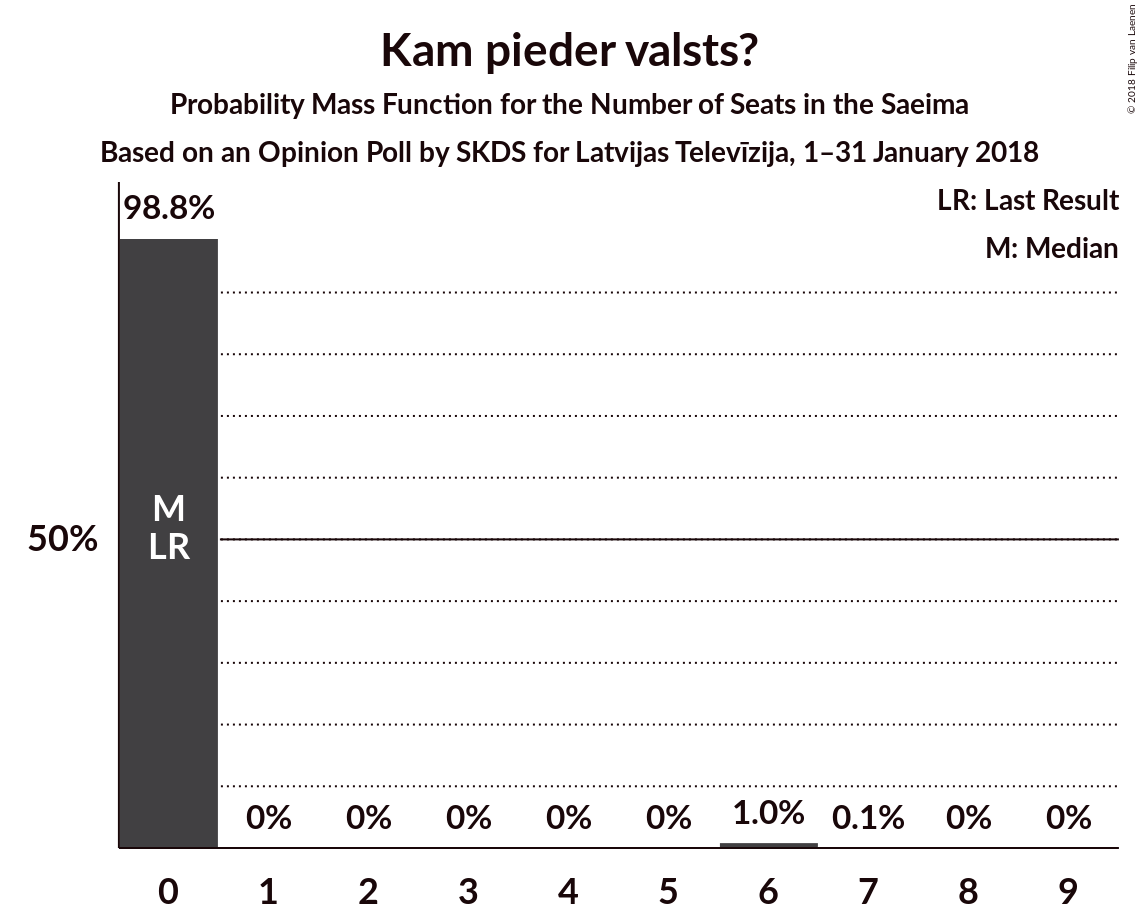 Kam pieder valsts?
Probability Mass Function for the Number of Seats in the Saeima
Based on an Opinion Poll by SKDS for Latvijas Televīzija, 1–31 January 2018
© 2018 Filip van Laenen
LR: Last Result
M: Median
98.8%
M
LR
50%
0% 0% 0% 0% 0% 1.0% 0.1% 0% 0%
0 1 2 3 4 5 6 7 8 9